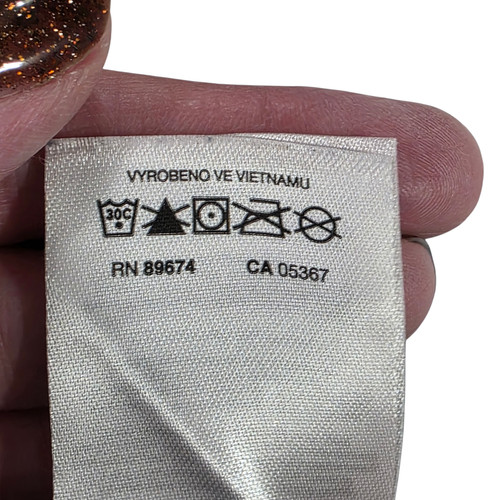 VYROBENO VE VIETNAMU
30C
RN 89674 CA 05367